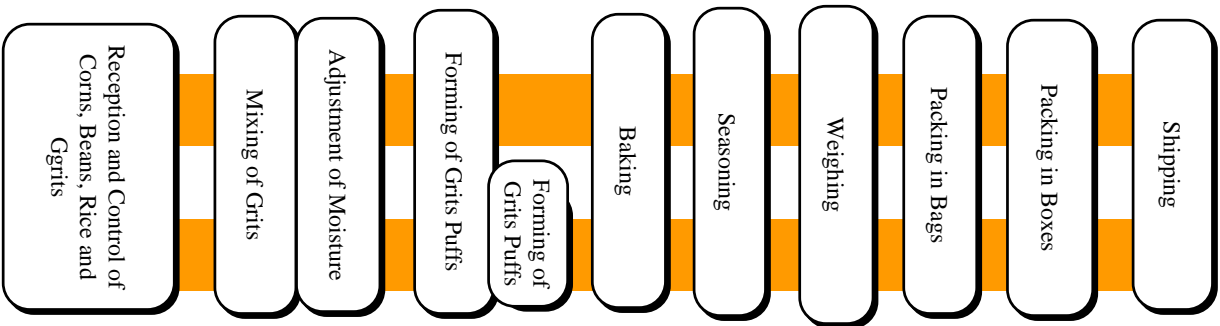 Reception and Control of
Corns, Beans, Rice and
Ggrits
Mixing of Grits
Adjustment of Moisture
Forming of Grits Puffs
Forming of
Grits Puffs
Baking
Seasoning
Weighing
Packing in Bags
Packing in Boxes
Shipping